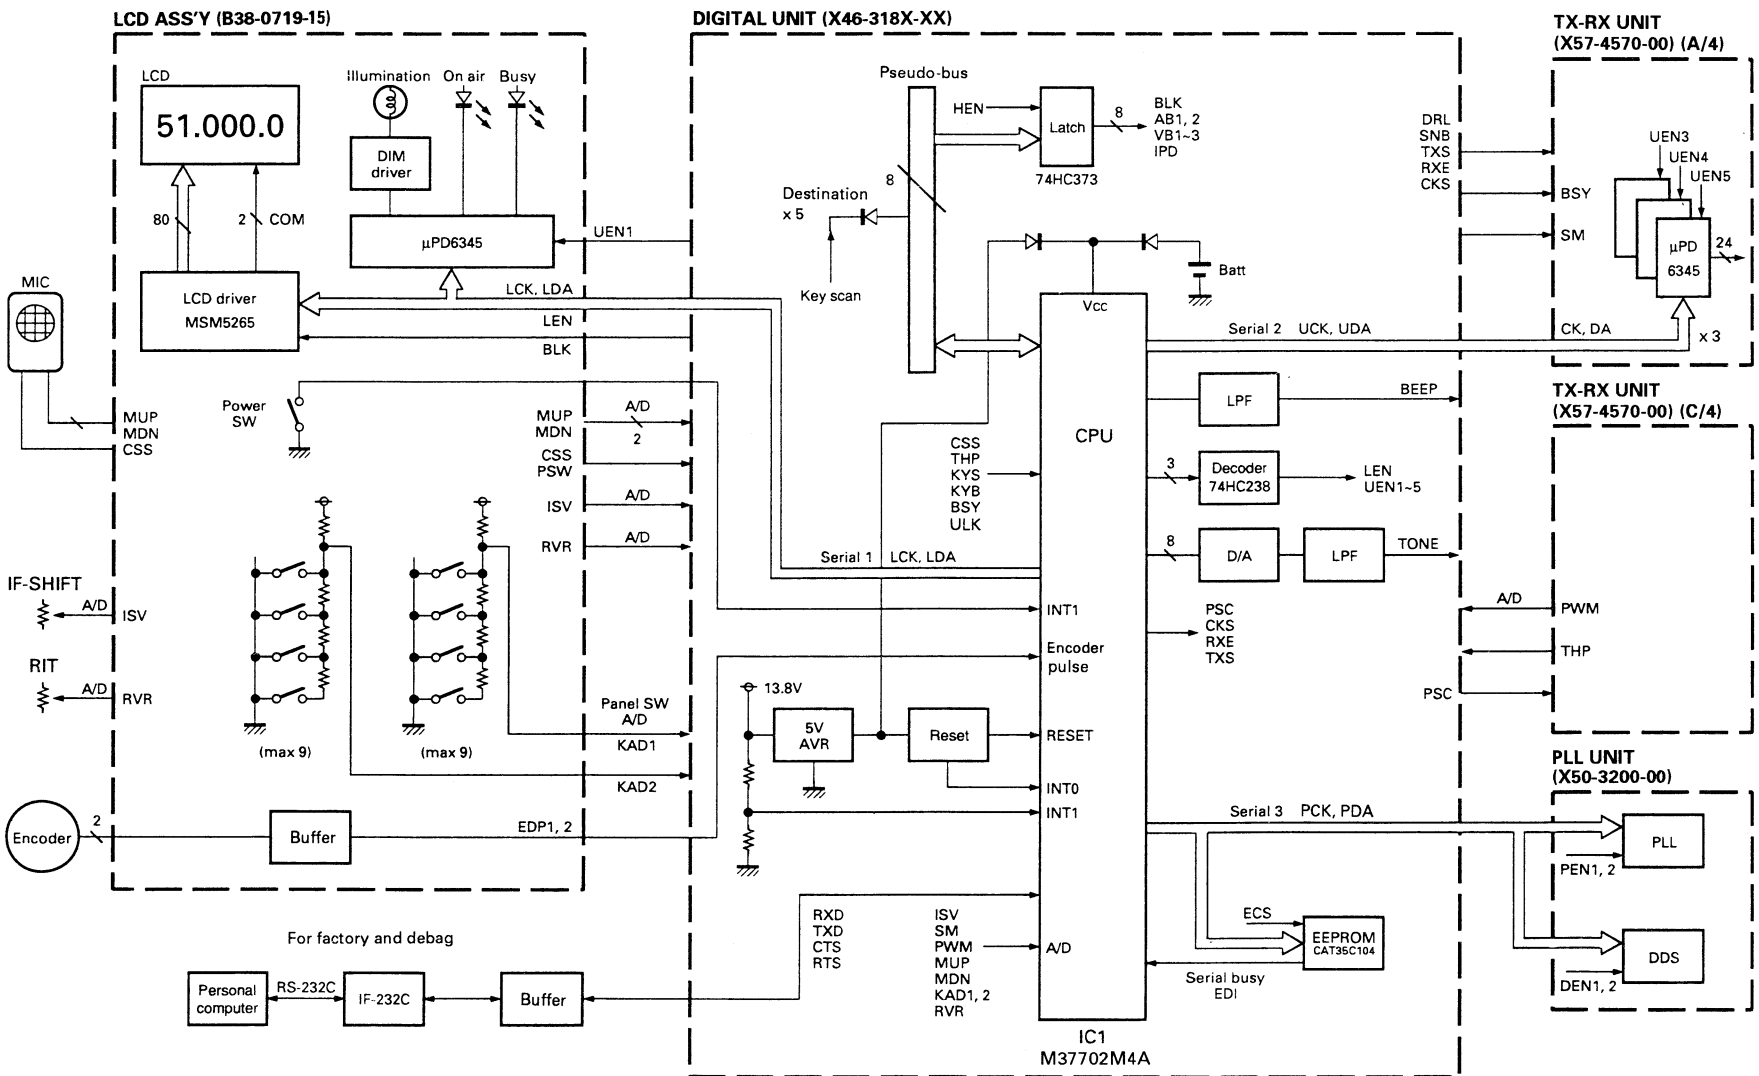 LCD ASS'Y (B38-0719-15)
LCD
51.000.0
Illumination
On air
Busy
DIM
driver
80
2
COM
µPD6345
UEN1
LCD driver
MSM5265
LCK, LDA
LEN
BLK
MIC
MUP
MDN
CSS
Power
SW
MUP
MDN
A/D
2
CSS
PSW
ISV
A/D
RVR
A/D
IF-SHIFT
A/D
ISV
RIT
A/D
RVR
(max 9)
(max 9)
Panel SW
A/D
KAD1
KAD2
Encoder
2
Buffer
EDP1, 2
For factory and debag
Personal
computer
RS-232C
IF-232C
Buffer
DIGITAL UNIT (X46-318X-XX)
Pseudo-bus
HEN
Latch
74HC373
8
BLK
AB1, 2
VB1~3
IPD
8
Destination
x 5
Key scan
Batt
Vcc
CPU
Serial 2 UCK, UDA
LPF
BEEP
CSS
THP
KYS
KYB
BSY
ULK
3
Decoder
74HC238
LEN
UEN1~5
8
D/A
LPF
TONE
Serial 1 LCK, LDA
INT1
PSC
CKS
RXE
TXS
Encoder
pulse
13.8V
5V
AVR
Reset
RESET
INT0
INT1
Serial 3 PCK, PDA
RXD
TXD
CTS
RTS
ISV
SM
PWM
MUP
MDN
KAD1, 2
RVR
A/D
ECS
EEPROM
CAT35C104
Serial busy
EDI
IC1
M37702M4A
DRL
SNB
TXS
RXE
CKS
TX-RX UNIT
(X57-4570-00) (A/4)
UEN3
UEN4
UEN5
BSY
SM
µPD
6345
24
CK, DA
x 3
TX-RX UNIT
(X57-4570-00) (C/4)
A/D
PWM
THP
PSC
PLL UNIT
(X50-3200-00)
PLL
PEN1, 2
DDS
DEN1, 2